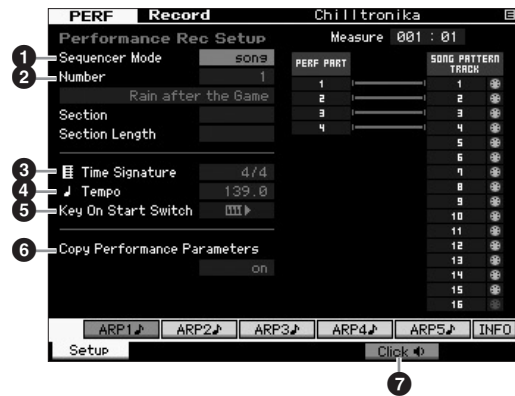 PERF Record Chilltronika
Performance Rec Setup Measure 001 : 01
1 Sequencer Mode song
2 Number 1
Rain after the Game
Section
Section Length
3 Time Signature 4/4
4 Tempo 139.0
5 Key On Start Switch
6 Copy Performance Parameters
on
PERF PART SONG PATTERN TRACK
1 1
2 2
3 3
4 4
5
6
7
8
9
10
11
12
13
14
15
16
ARP1♪ ARP2♪ ARP3♪ ARP4♪ ARP5♪ INFO
Setup Click
7